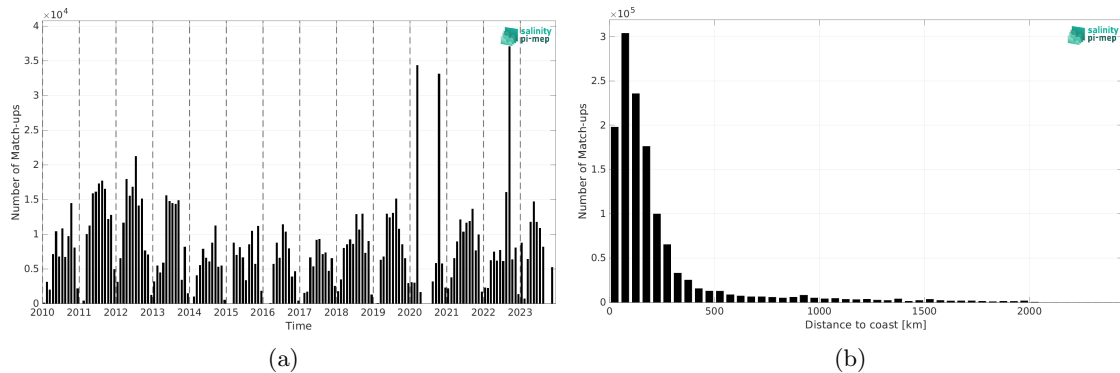 ×10⁴
4
3.5
3
2.5
2
1.5
1
0.5
0
Number of Match-ups
2010 2011 2012 2013 2014 2015 2016 2017 2018 2019 2020 2021 2022 2023
Time
salinity
pi-mep
(a)
×10⁵
3
2.5
2
1.5
1
0.5
0
Number of Match-ups
0 500 1000 1500 2000
Distance to coast [km]
salinity
pi-mep
(b)